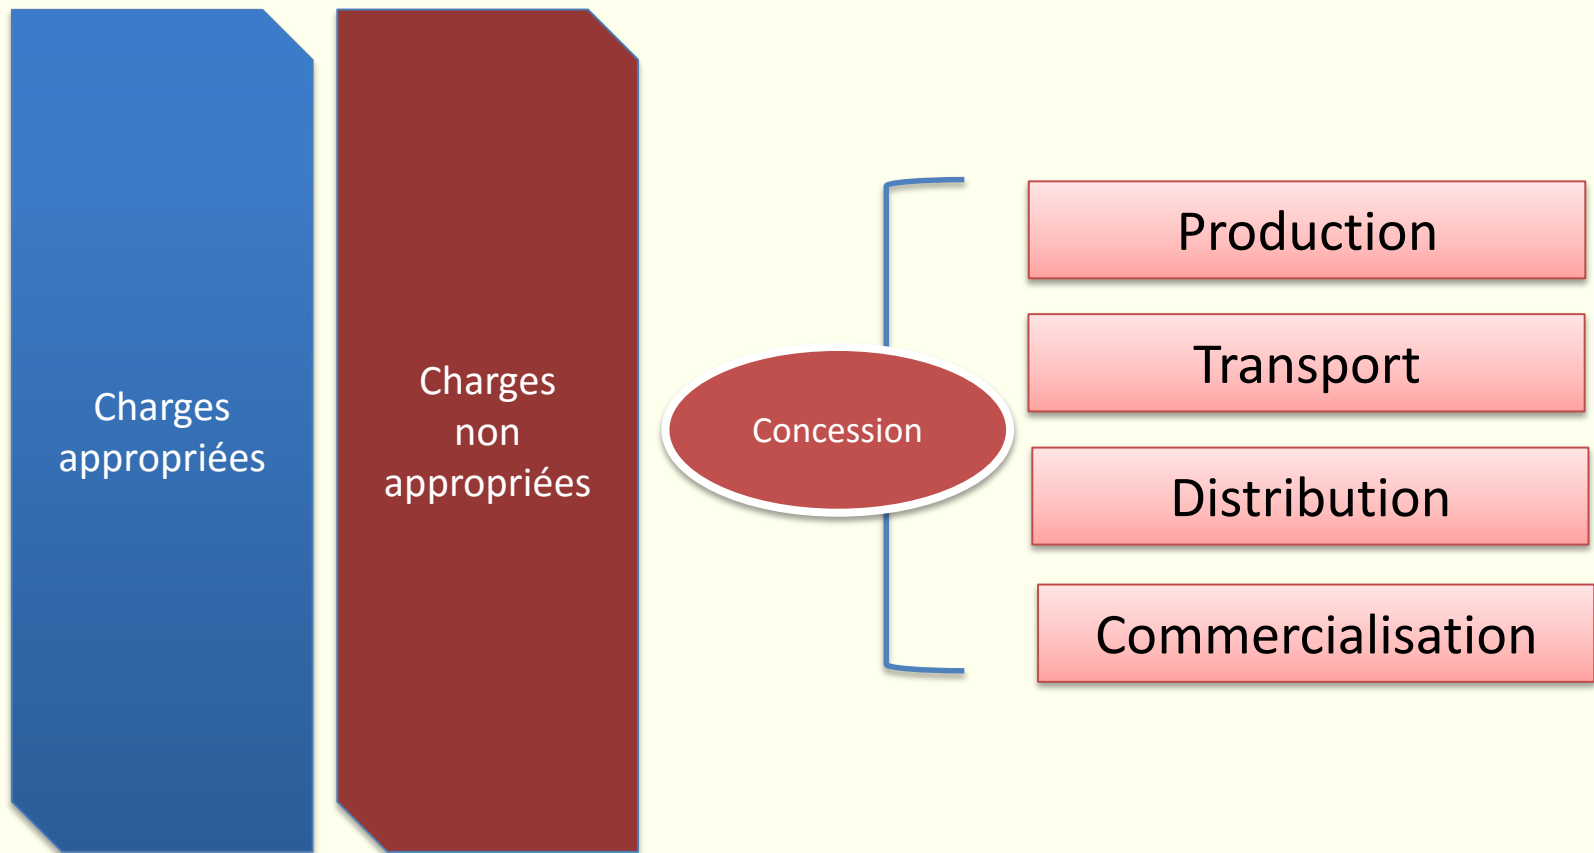 Charges
appropriées
Charges
non
appropriées
Concession
Production
Transport
Distribution
Commercialisation